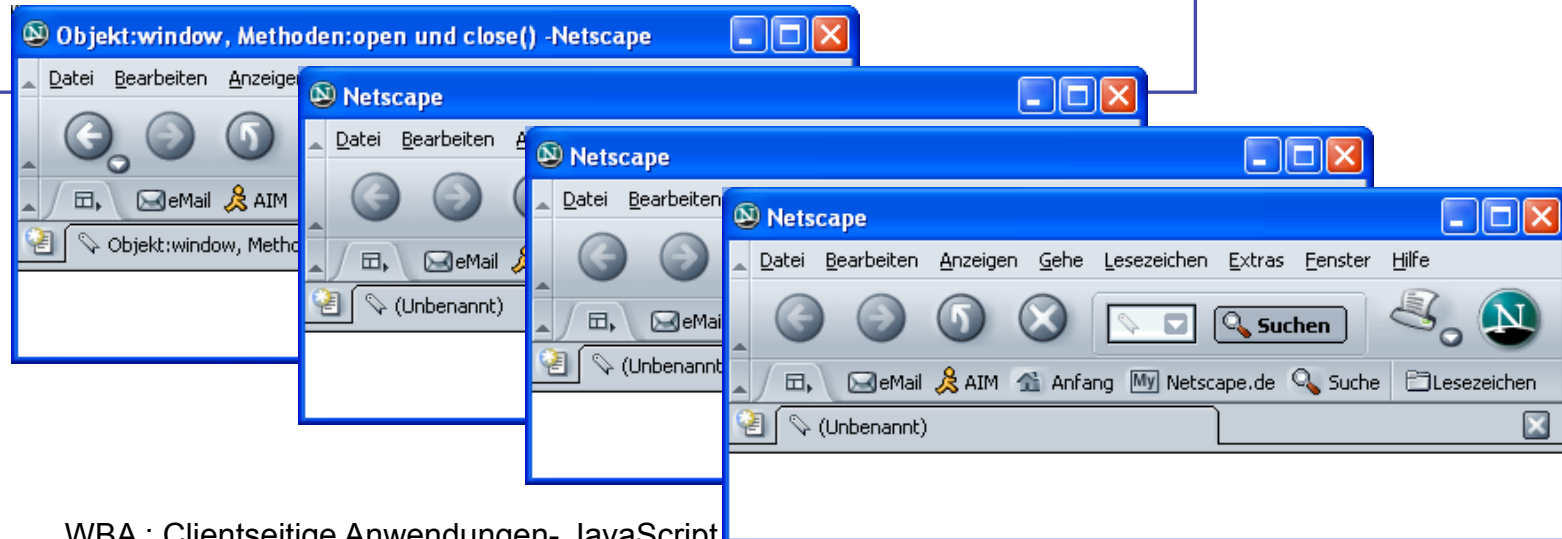 Objekt:window, Methoden:open und close() -Netscape
Datei Bearbeiten Anzeigen
eMail AIM
Objekt:window, Metho
Netscape
Datei Bearbeiten A
eMail
(Unbenannt)
Netscape
Datei Bearbeiten
eMai
(Unbenannt
Netscape
Datei Bearbeiten Anzeigen Gehe Lesezeichen Extras Fenster Hilfe
Suchen N
eMail AIM Anfang My Netscape.de Suche Lesezeichen
(Unbenannt)
WBA : Clientseitige Anwendungen- JavaScript